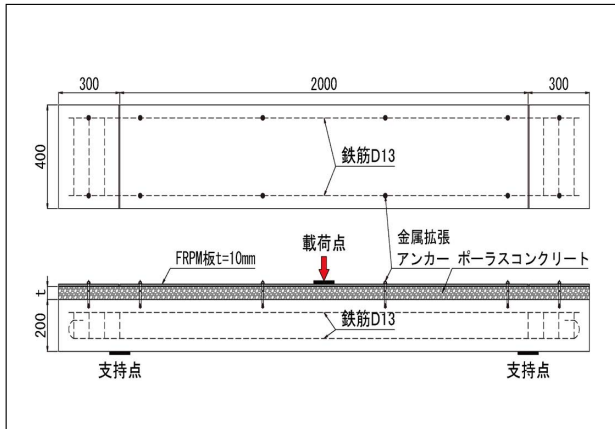 300 2000 300
400
鉄筋D13
金属拡張
アンカー ポーラスコンクリート
載荷点
FRPM板t=10mm
t
200
鉄筋D13
支持点 支持点